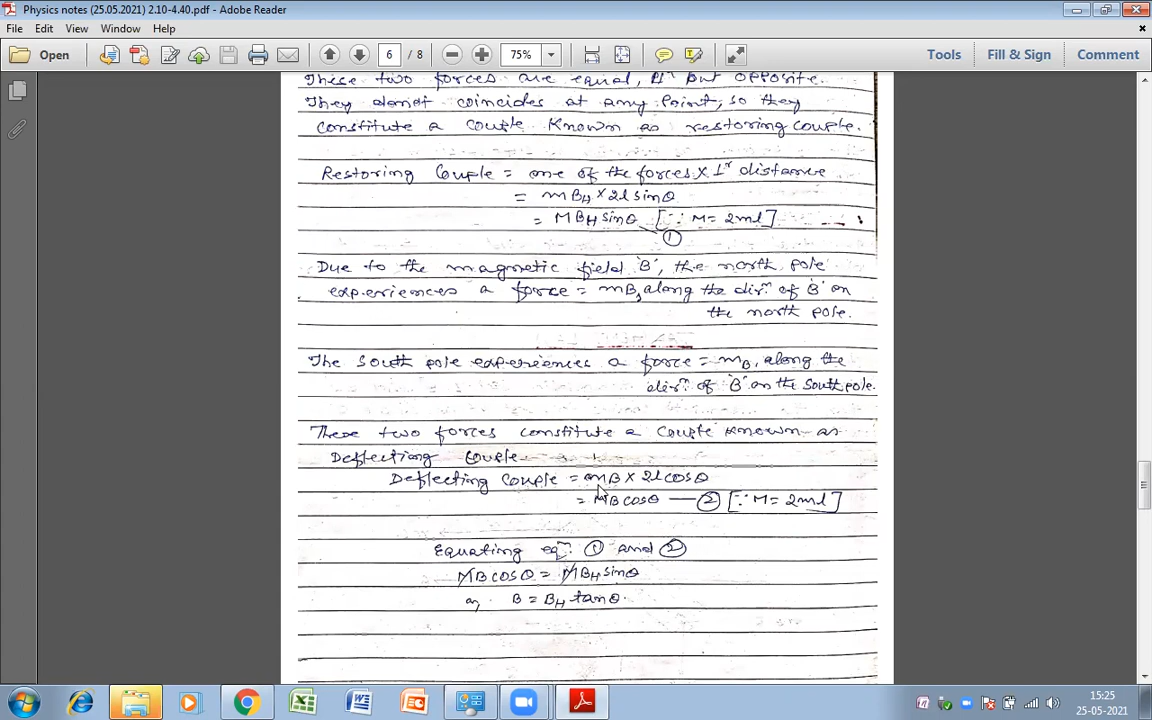 Physics notes (25.05.2021) 2.10-4.40.pdf - Adobe Reader
File Edit View Window Help
Open 6 / 8 75% Tools Fill & Sign Comment
These two forces are equal, ||l but opposite.
They donot coincides at any point, so they
constitute a couple known as restoring couple.
Restoring Couple = one of the forces × ⊥r distance
= mBH × 2l sinθ
= MBH sinθ [∵ M = 2ml]
①
Due to the magnetic field 'B', the north pole
experiences a force = mB, along the dirn. of 'B' on
the north pole.
The south pole experiences a force = mB, along the
dirn. of 'B' on the south pole.
These two forces constitute a couple known as
Deflecting Couple.
Deflecting Couple = mB × 2l cosθ
= MB cosθ — ② [∵ M = 2ml]
Equating eqn. ① and ②
MB cosθ = MBH sinθ
or, B = BH tanθ.
15:25
25-05-2021